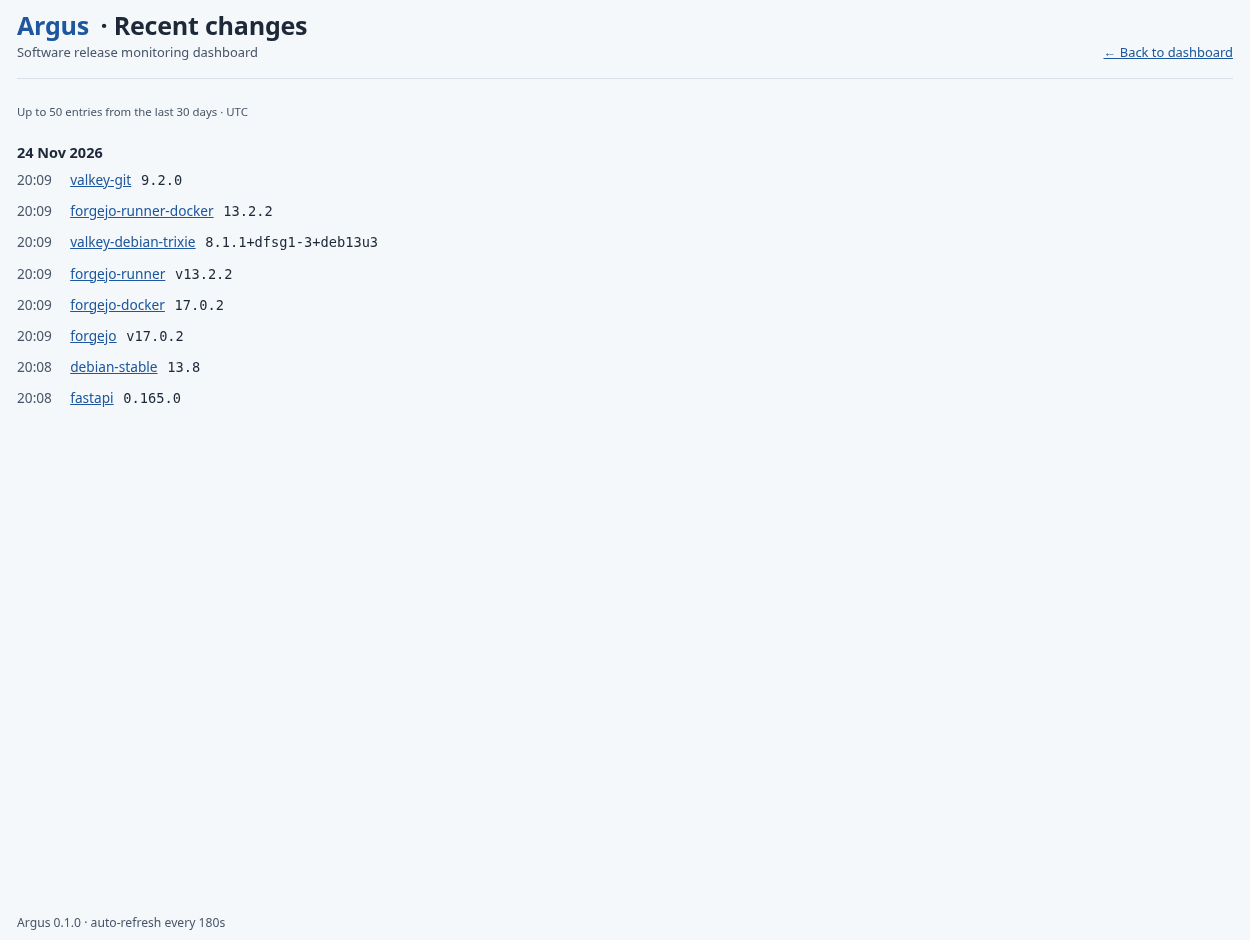 Argus · Recent changes
Software release monitoring dashboard
← Back to dashboard
Up to 50 entries from the last 30 days · UTC
24 Nov 2026
20:09 valkey-git 9.2.0
20:09 forgejo-runner-docker 13.2.2
20:09 valkey-debian-trixie 8.1.1+dfsg1-3+deb13u3
20:09 forgejo-runner v13.2.2
20:09 forgejo-docker 17.0.2
20:09 forgejo v17.0.2
20:08 debian-stable 13.8
20:08 fastapi 0.165.0
Argus 0.1.0 · auto-refresh every 180s